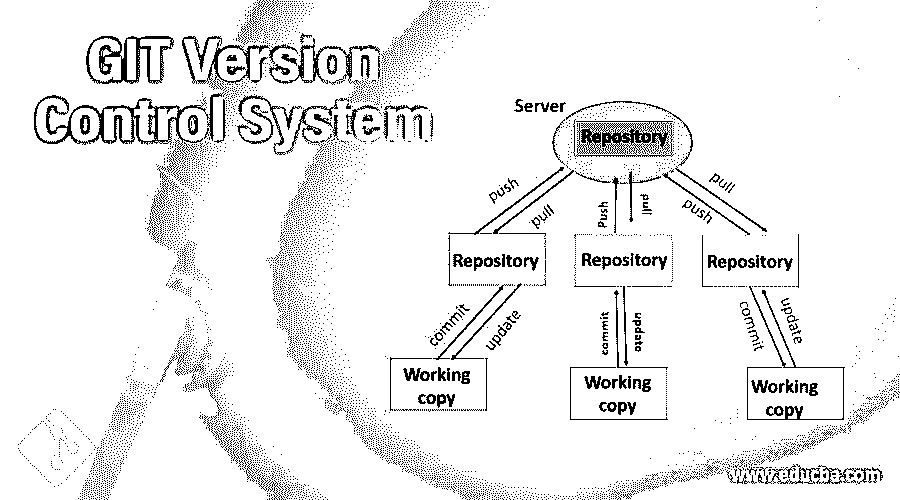 GIT Version
Control System
Server
Repository
push
pull
Push
pull
push
pull
Repository
Repository
Repository
commit
update
commit
update
commit
update
Working
copy
Working
copy
Working
copy
www.educba.com